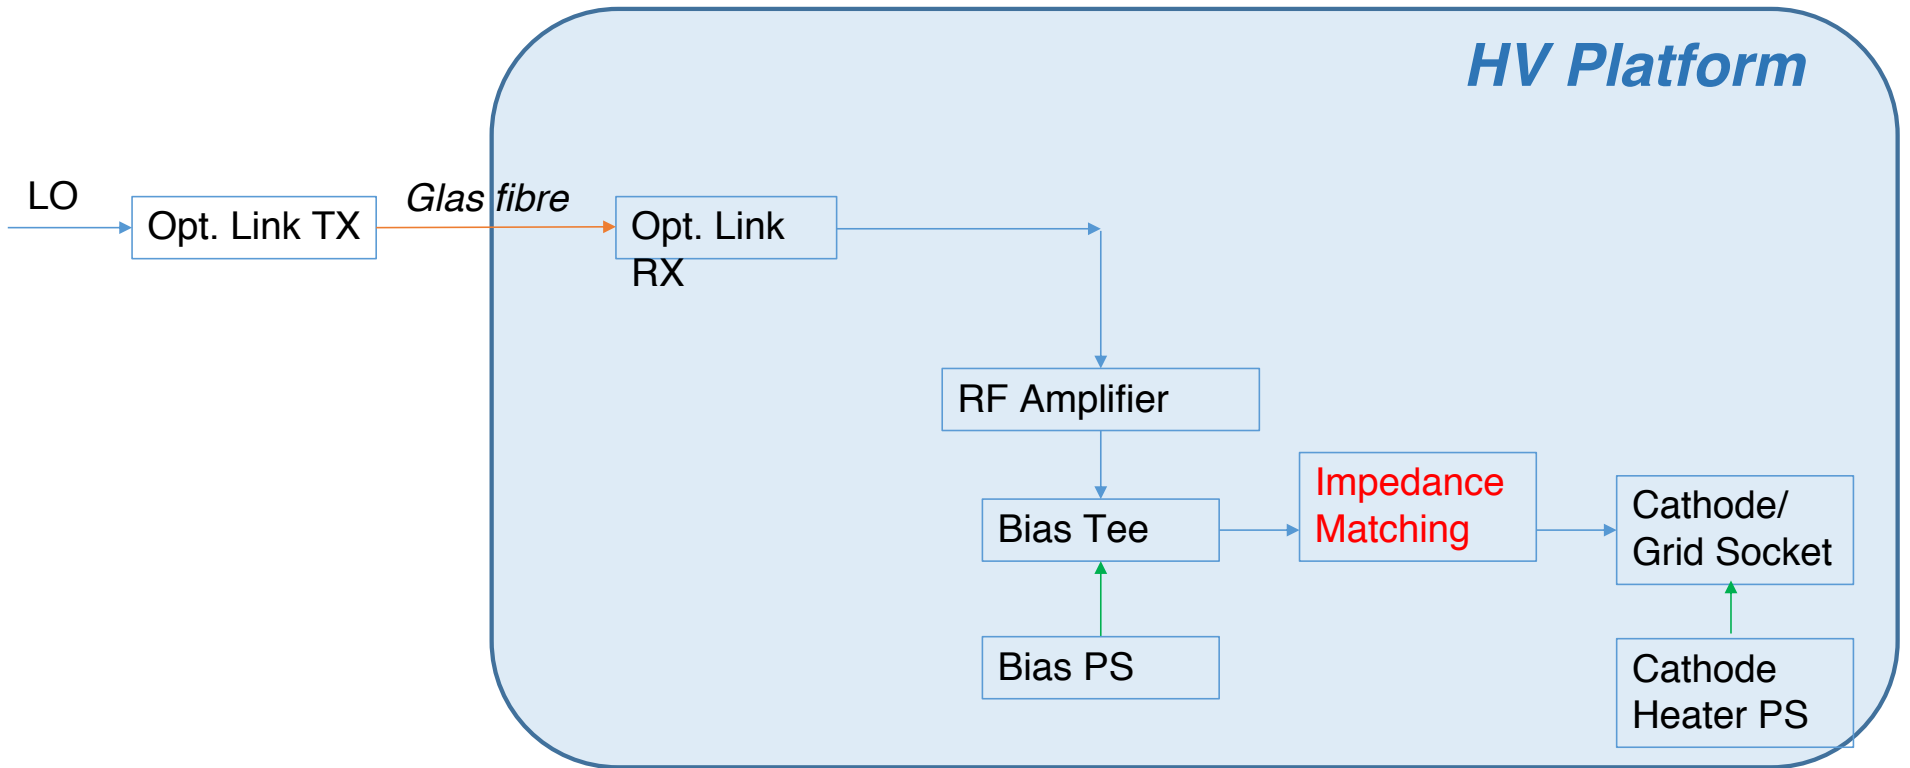 HV Platform
LO
Opt. Link TX
Glas fibre
Opt. Link
RX
RF Amplifier
Bias Tee
Impedance
Matching
Cathode/
Grid Socket
Bias PS
Cathode
Heater PS